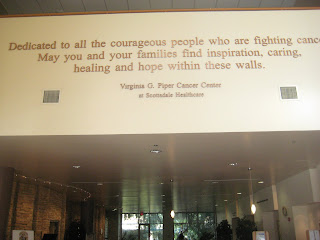 Dedicated to all the courageous people who are fighting canc
May you and your families find inspiration, caring,
healing and hope within these walls.
Virginia G. Piper Cancer Center
at Scottsdale Healthcare